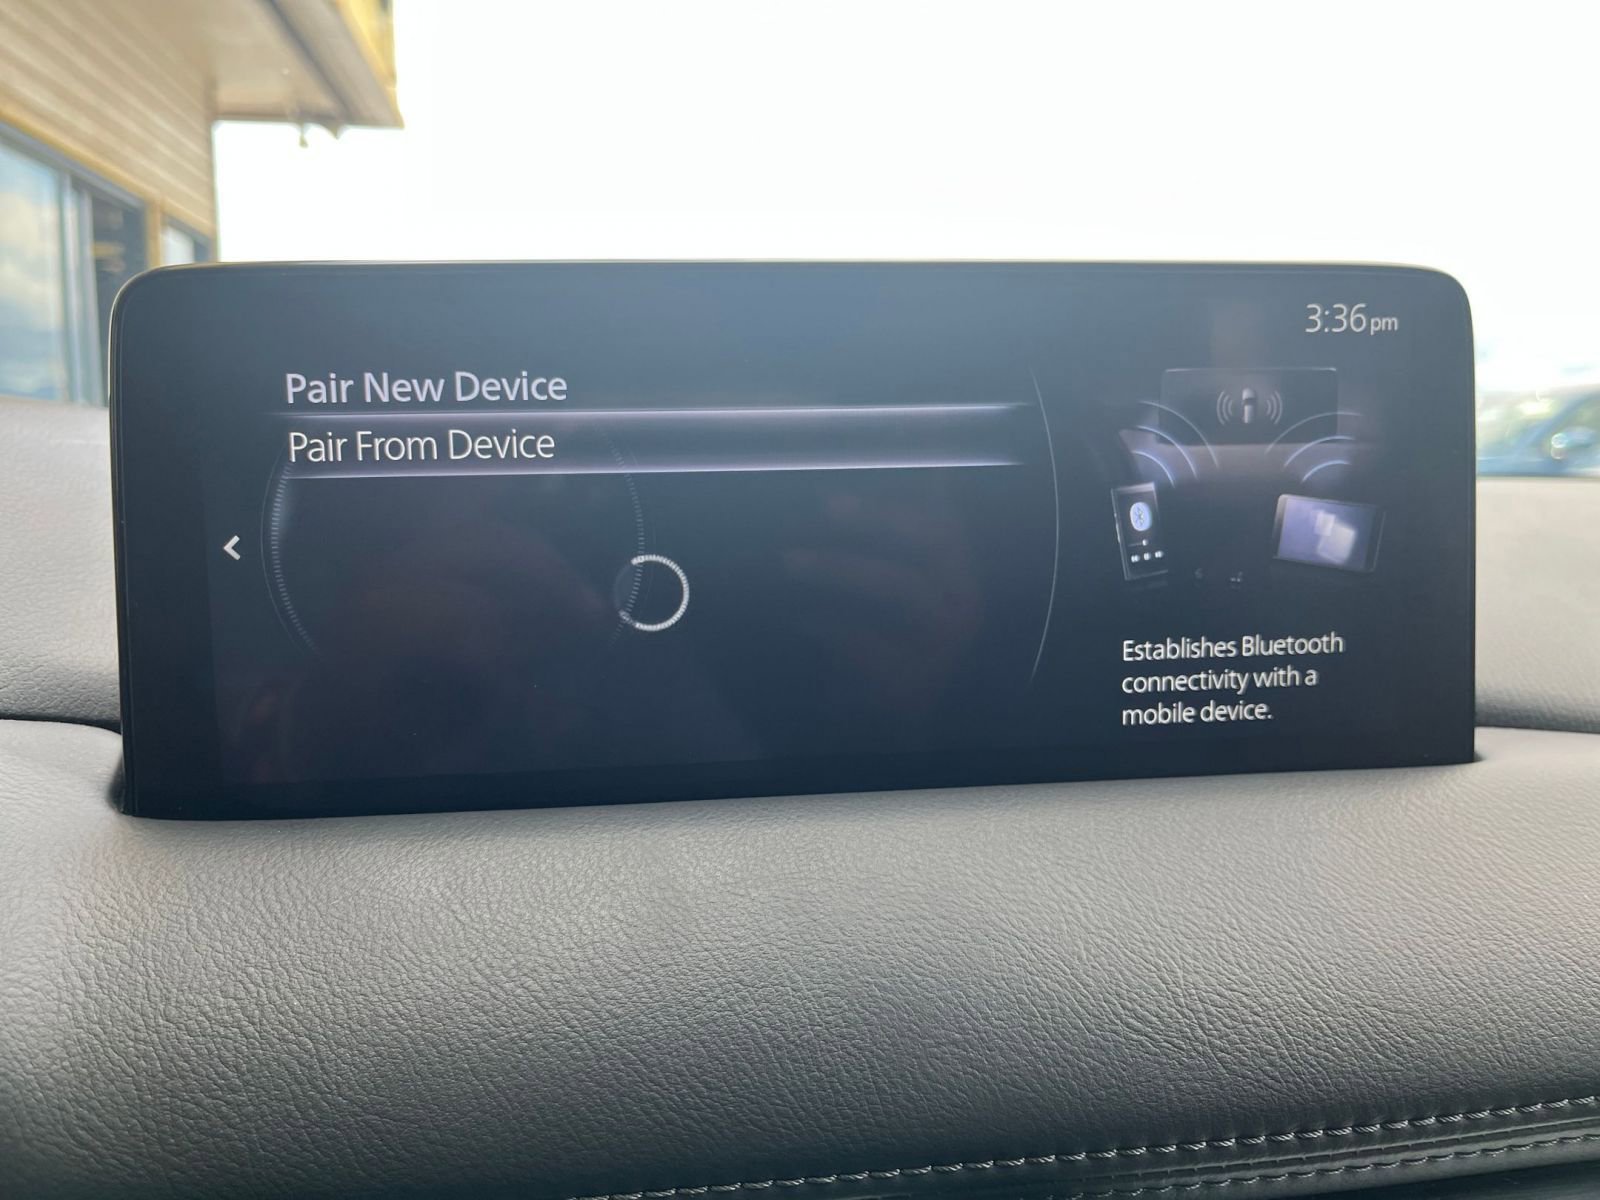 3:36pm
Pair New Device
Pair From Device
Establishes Bluetooth
connectivity with a
mobile device.